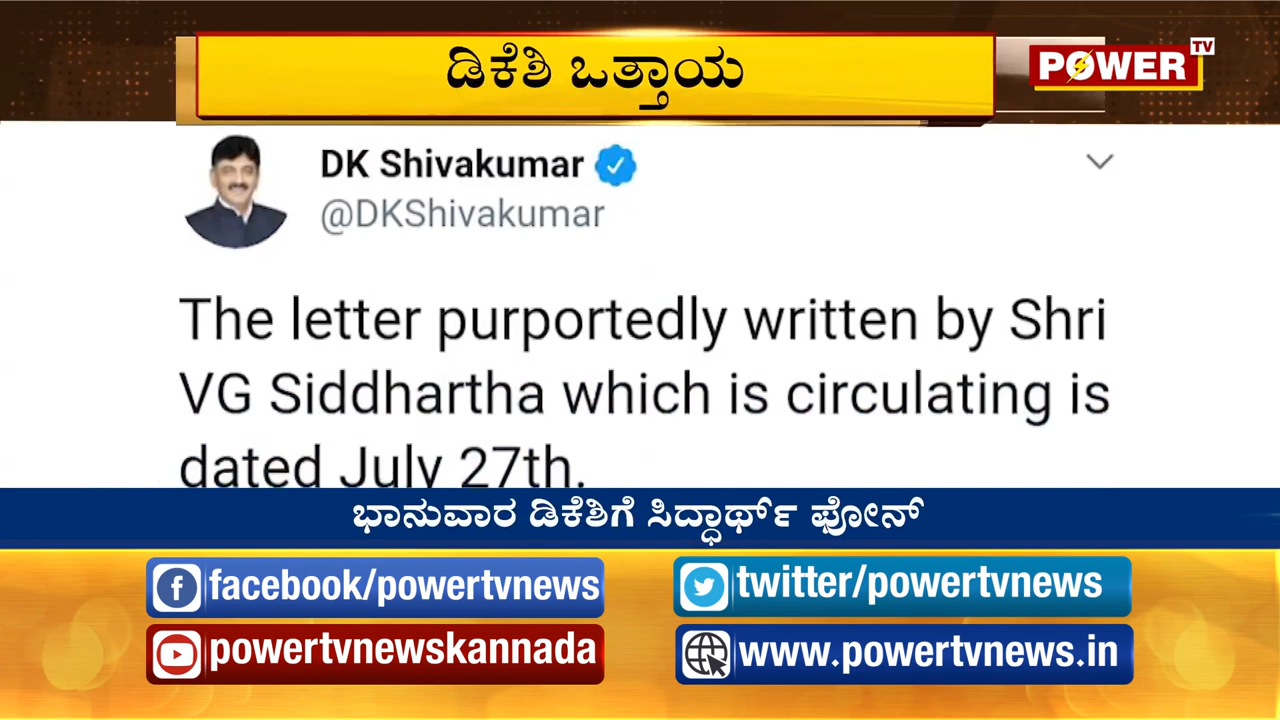 ಡಿಕೆಶಿ ಒತ್ತಾಯ
POWER TV
DK Shivakumar
@DKShivakumar
The letter purportedly written by Shri
VG Siddhartha which is circulating is
dated July 27th.
ಭಾನುವಾರ ಡಿಕೆಶಿಗೆ ಸಿದ್ಧಾರ್ಥ್ ಫೋನ್
facebook/powertvnews
twitter/powertvnews
powertvnewskannada
www.powertvnews.in